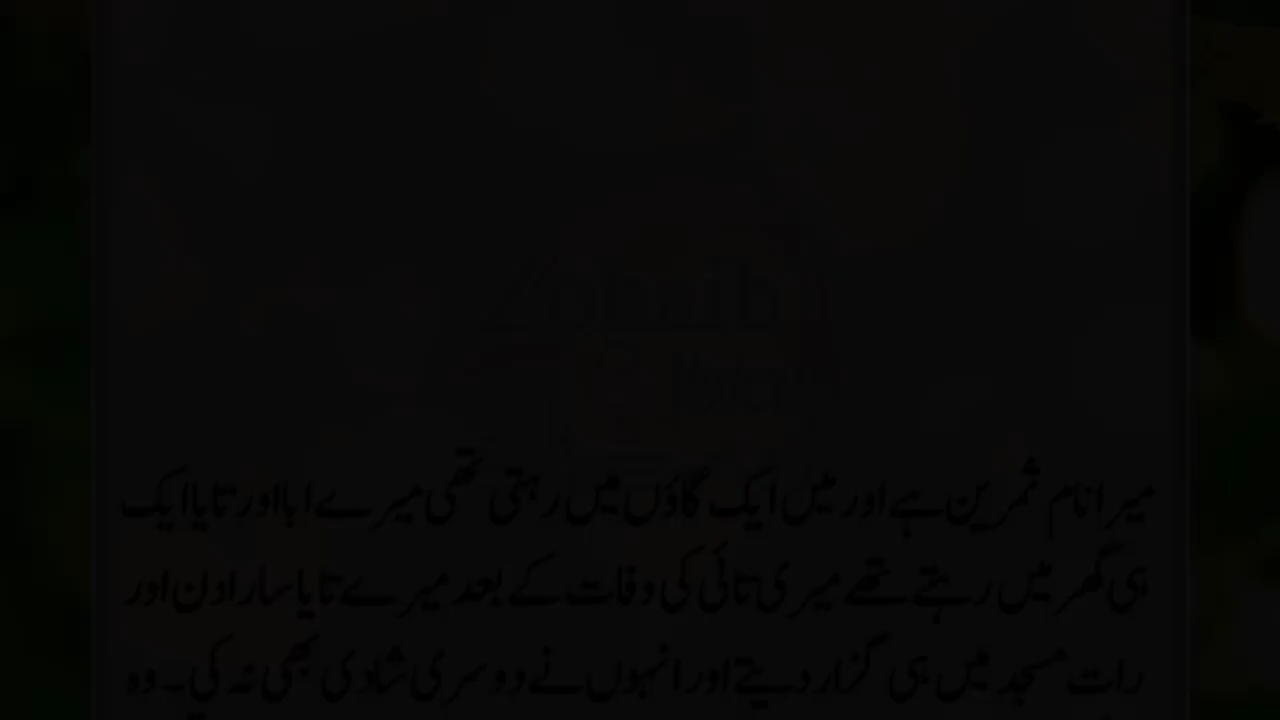 میرا نام ثمرین ہے اور میں ایک گاؤں میں رہتی تھی میرے ابا اور تایا ایک
ہی گھر میں رہتے تھے میری تائی کی وفات کے بعد میرے تایا سارا دن اور
رات مسجد میں ہی گزار دیتے اور انہوں نے دوسری شادی بھی نہ کی۔ وہ